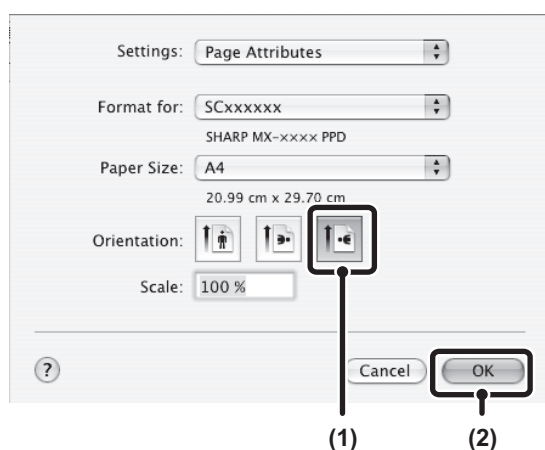 Settings: Page Attributes
Format for: SCxxxxxx
SHARP MX-×××× PPD
Paper Size: A4
20.99 cm x 29.70 cm
Orientation:
Scale: 100 %
?
Cancel OK
(1) (2)